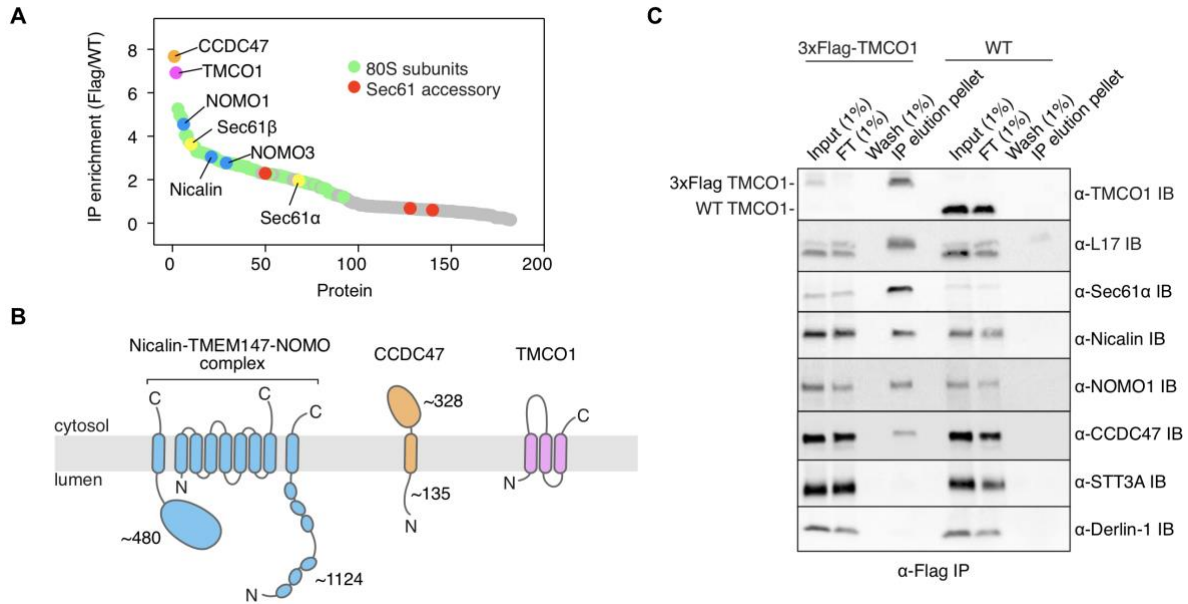 A
IP enrichment (Flag/WT)
8
6
4
2
0
CCDC47
TMCO1
NOMO1
Sec61β
NOMO3
Nicalin
Sec61α
80S subunits
Sec61 accessory
0 50 100 150 200
Protein
B
Nicalin-TMEM147-NOMO
complex
CCDC47
TMCO1
C
C
C
~328
C
cytosol
lumen
N
N
~135
N
~480
~1124
N
C
3xFlag-TMCO1
WT
Input (1%)
FT (1%)
Wash (1%)
IP elution pellet
Input (1%)
FT (1%)
Wash (1%)
IP elution pellet
3xFlag TMCO1-
WT TMCO1-
α-TMCO1 IB
α-L17 IB
α-Sec61α IB
α-Nicalin IB
α-NOMO1 IB
α-CCDC47 IB
α-STT3A IB
α-Derlin-1 IB
α-Flag IP